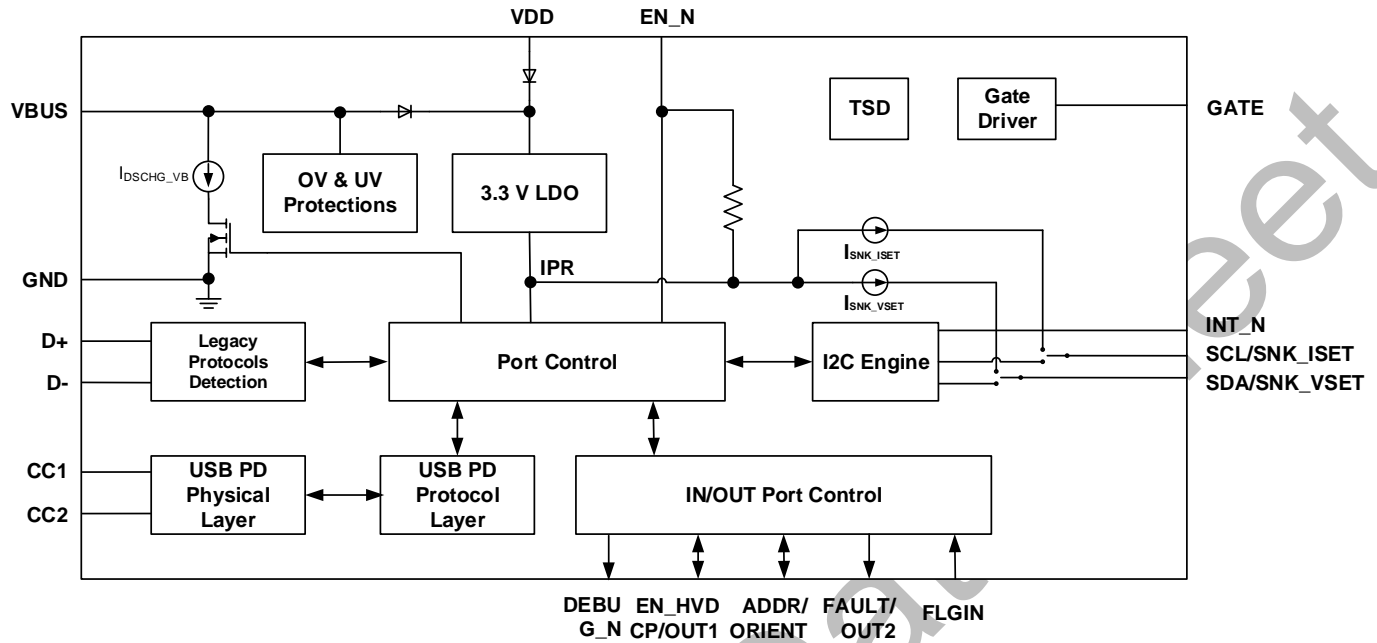 VDD
EN_N
VBUS
TSD
Gate
Driver
GATE
IDSCHG_VB
OV & UV
Protections
3.3 V LDO
ISNK_ISET
GND
IPR
ISNK_VSET
D+
D-
Legacy
Protocols
Detection
Port Control
I2C Engine
INT_N
SCL/SNK_ISET
SDA/SNK_VSET
CC1
CC2
USB PD
Physical
Layer
USB PD
Protocol
Layer
IN/OUT Port Control
DEBU
G_N
EN_HVD
CP/OUT1
ADDR/
ORIENT
FAULT/
OUT2
FLGIN